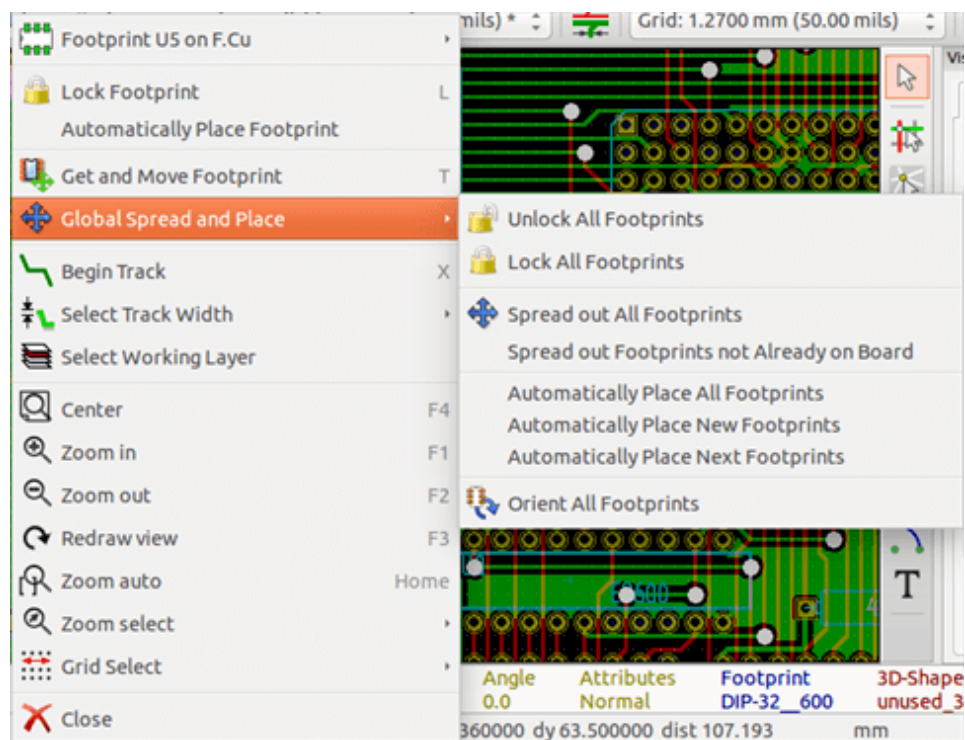 mils) *
Grid: 1.2700 mm (50.00 mils)
Vis
Footprint U5 on F.Cu
Lock Footprint L
Automatically Place Footprint
Get and Move Footprint T
Global Spread and Place
Begin Track X
Select Track Width
Select Working Layer
Center F4
Zoom in F1
Zoom out F2
Redraw view F3
Zoom auto Home
Zoom select
Grid Select
Close
Unlock All Footprints
Lock All Footprints
Spread out All Footprints
Spread out Footprints not Already on Board
Automatically Place All Footprints
Automatically Place New Footprints
Automatically Place Next Footprints
Orient All Footprints
T
4
Angle Attributes Footprint 3D-Shape
0.0 Normal DIP-32__600 unused_3
360000 dy 63.500000 dist 107.193 mm